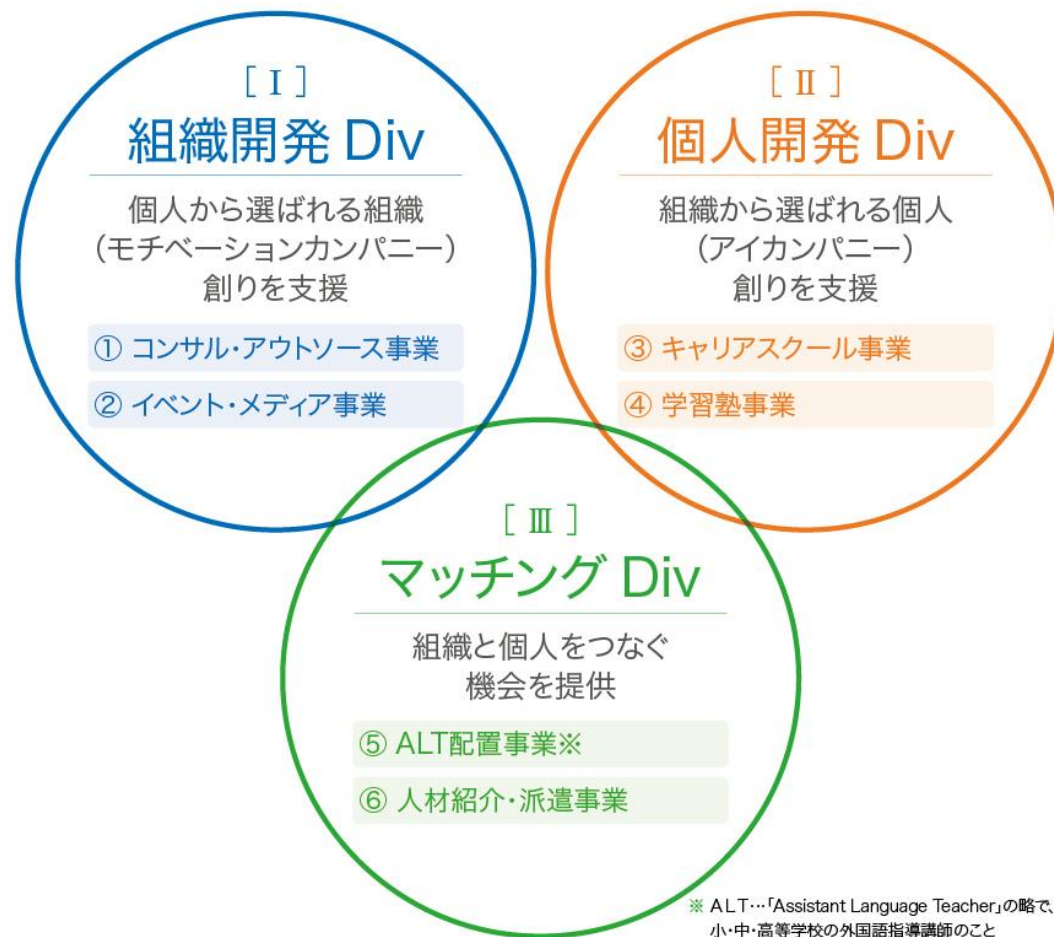 [ Ⅰ ]
組織開発 Div
個人から選ばれる組織
(モチベーションカンパニー)
創りを支援
① コンサル・アウトソース事業
② イベント・メディア事業
[ Ⅱ ]
個人開発 Div
組織から選ばれる個人
(アイカンパニー)
創りを支援
③ キャリアスクール事業
④ 学習塾事業
[ Ⅲ ]
マッチング Div
組織と個人をつなぐ
機会を提供
⑤ ALT配置事業※
⑥ 人材紹介・派遣事業
※ ALT…「Assistant Language Teacher」の略で、
小・中・高等学校の外国語指導講師のこと